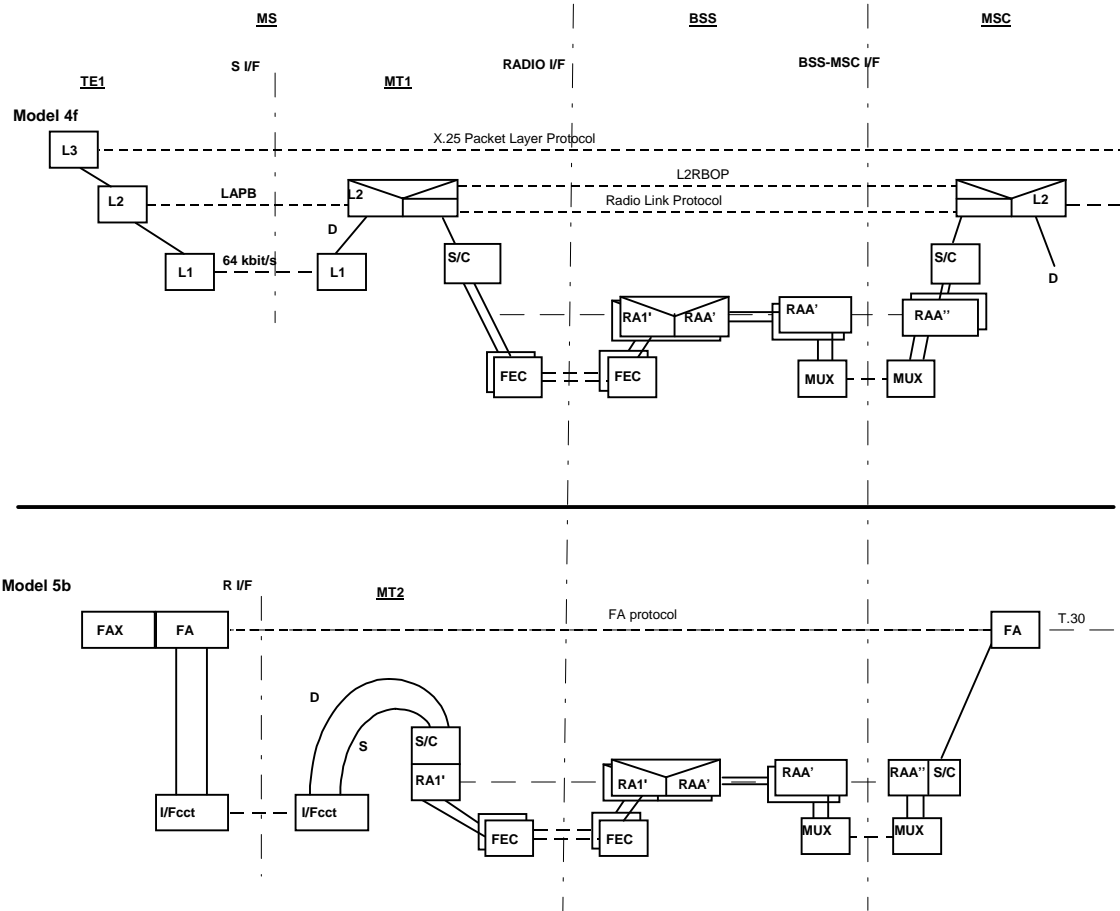 MS
BSS
MSC
S I/F
RADIO I/F
BSS-MSC I/F
TE1
MT1
Model 4f
L3
X.25 Packet Layer Protocol
L2
LAPB
L2
L2RBOP
Radio Link Protocol
L2
D
L1
64 kbit/s
L1
S/C
S/C
D
RA1'
RAA'
RAA'
RAA''
FEC
FEC
MUX
MUX
Model 5b
R I/F
MT2
FAX
FA
FA protocol
FA
T.30
D
S
S/C
RA1'
RA1'
RAA'
RAA'
RAA''
S/C
I/Fcct
I/Fcct
FEC
FEC
MUX
MUX